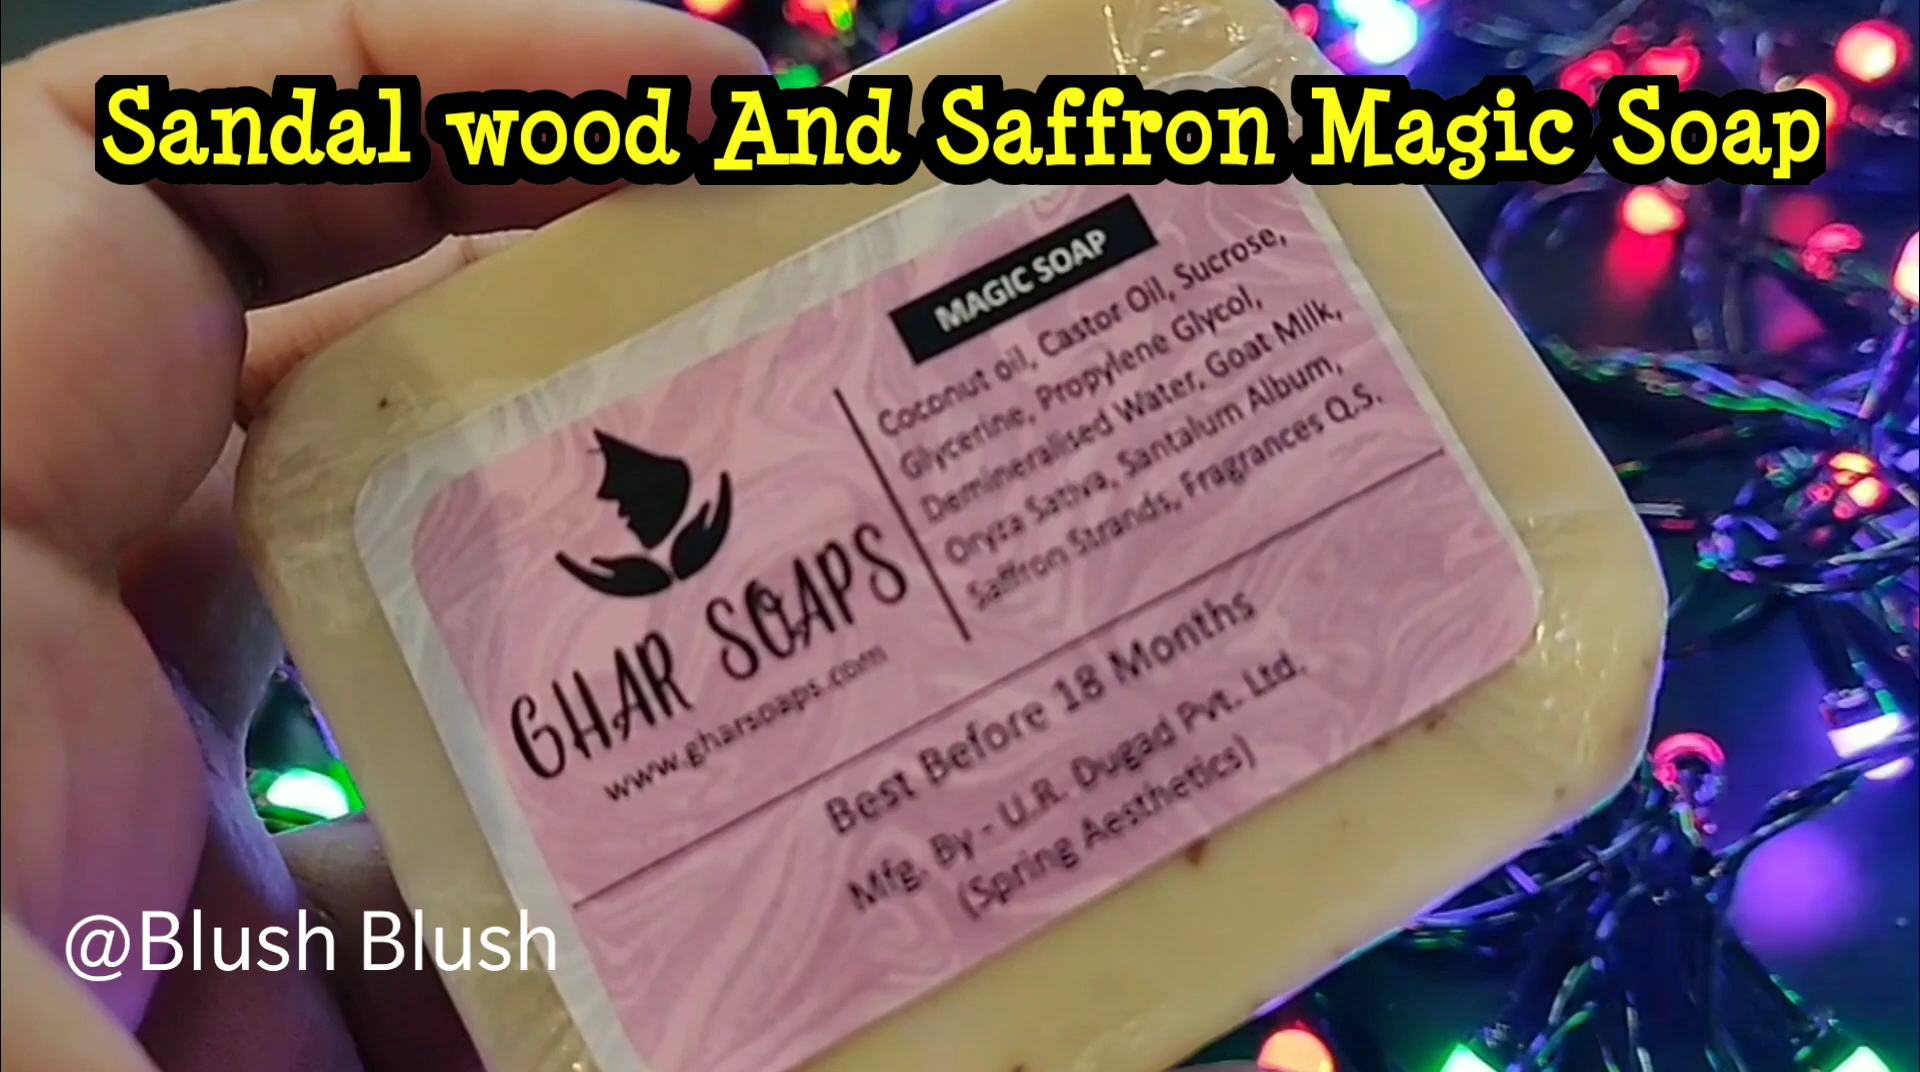 Sandal wood And Saffron Magic Soap
MAGIC SOAP
Coconut oil, Castor Oil, Sucrose,
Glycerine, Propylene Glycol,
Demineralised Water, Goat Milk,
Oryza Sativa, Santalum Album,
Saffron Strands, Fragrances Q.S.
GHAR SOAPS
www.gharsoaps.com
Best Before 18 Months
Mfg. By - U.R. Dugad Pvt. Ltd.
(Spring Aesthetics)
@Blush Blush